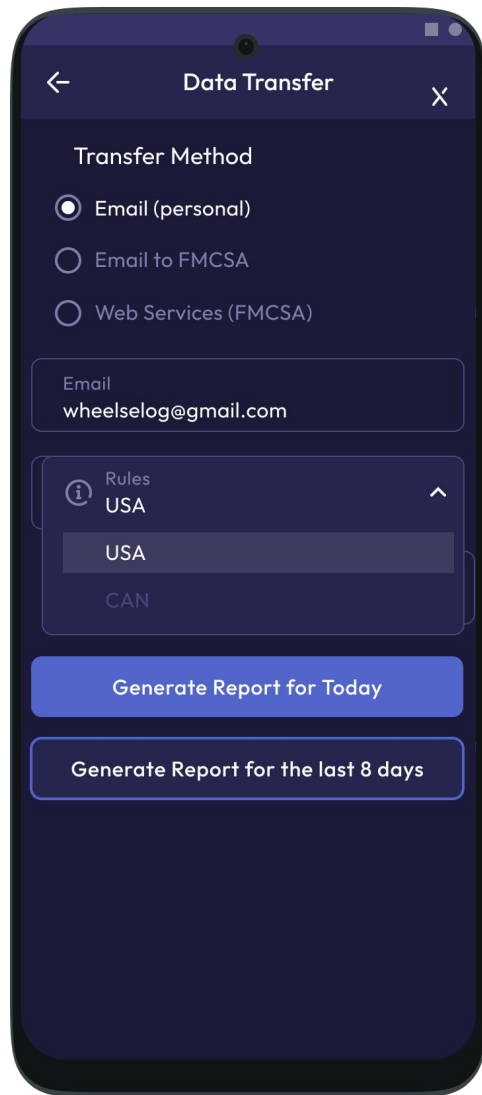 Data Transfer
Transfer Method
Email (personal)
Email to FMCSA
Web Services (FMCSA)
Email
wheelselog@gmail.com
Rules
USA
USA
CAN
Generate Report for Today
Generate Report for the last 8 days